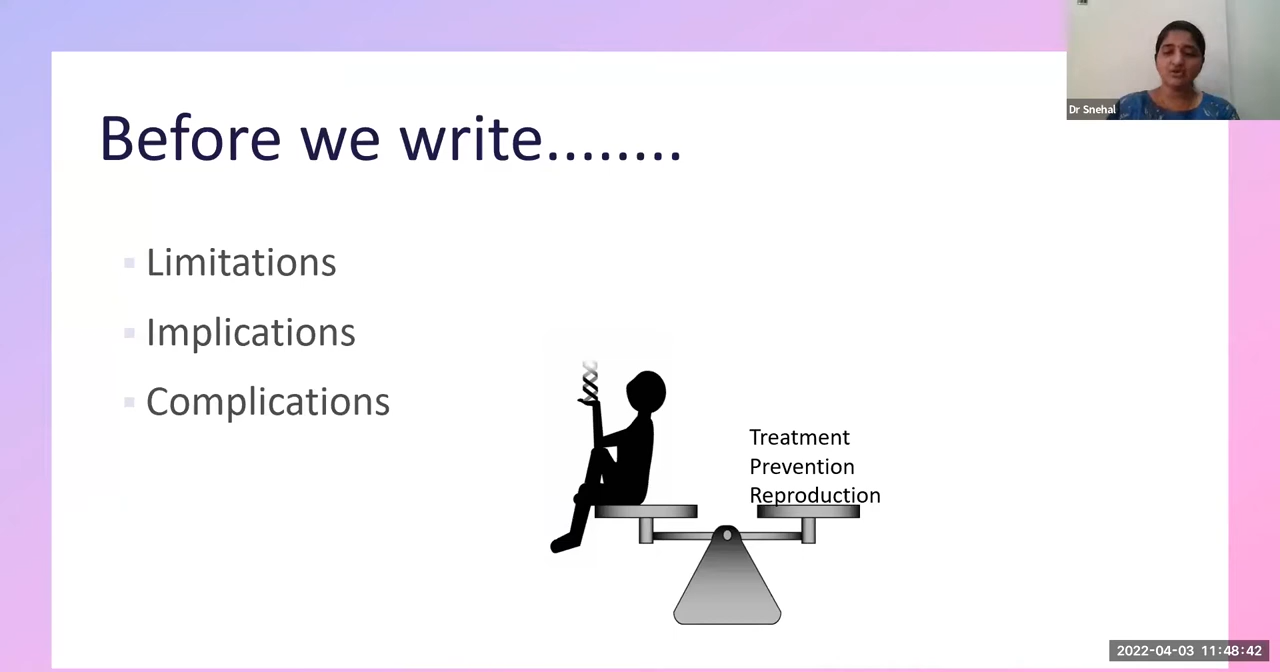 Before we write........
Limitations
Implications
Complications
Treatment
Prevention
Reproduction
Dr Snehal
2022-04-03 11:48:42